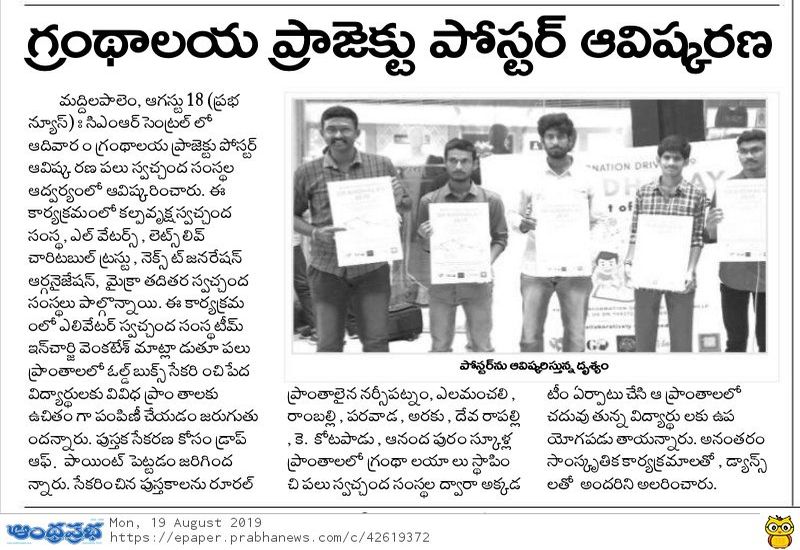 గ్రంథాలయ ప్రాజెక్టు పోస్టర్ ఆవిష్కరణ
మద్దిలపాలెం, ఆగస్టు 18 (ప్రభ
న్యూస్) : సిఎంఆర్ సెంట్రల్ లో
ఆదివార ం గ్రంథాలయ ప్రాజెక్టు పోస్టర్
ఆవిష్క రణ పలు స్వచ్ఛంద సంస్థల
ఆధ్వర్యంలో ఆవిష్కరించారు. ఈ
కార్యక్రమంలో కల్పవృక్ష స్వచ్ఛంద
సంస్థ, ఎల్ వేటర్స్ , లెట్స్ లివ్
చారిటబుల్ ట్రస్టు , నెక్స్ ట్ జనరేషన్
ఆర్గనైజేషన్, మైక్రా తదితర స్వచ్ఛంద
సంస్థలు పాల్గొన్నాయి. ఈ కార్యక్రమ
ంలో ఎలివేటర్ స్వచ్ఛంద సంస్థ టీమ్
ఇన్‌చార్జి వెంకటేశ్ మాట్లా డుతూ పలు
ప్రాంతాలలో ఓల్డ్ బుక్స్ సేకరి ంచి పేద
విద్యార్థులకు వివిధ ప్రాం తాలకు
ఉచితం గా పంపిణీ చేయడం జరుగుతు
ందన్నారు. పుస్తక సేకరణ కోసం డ్రాప్
ఆఫ్. పాయింట్ పెట్టడం జరిగింద
న్నారు. సేకరించిన పుస్తకాలను రూరల్
పోస్టర్‌ను ఆవిష్కరిస్తున్న దృశ్యం
ప్రాంతాలైన నర్సీపట్నం, ఎలమంచలి ,
రాంబల్లి , పరవాడ , అరకు , దేవ రాపల్లి
, కె. కోటపాడు , ఆనంద పురం స్కూళ్ల
ప్రాంతాలలో గ్రంథా లయా లు స్థాపిం
చి పలు స్వచ్ఛంద సంస్థల ద్వారా అక్కడ
టీం ఏర్పాటు చేసి ఆ ప్రాంతాలలో
చదువు తున్న విద్యార్థు లకు ఉప
యోగపడు తాయన్నారు. అనంతరం
సాంస్కృతిక కార్యక్రమాలతో , డ్యాన్స్
లతో అందరిని అలరించారు.
ఆంధ్రప్రభ
Mon, 19 August 2019
https://epaper.prabhanews.com/c/42619372